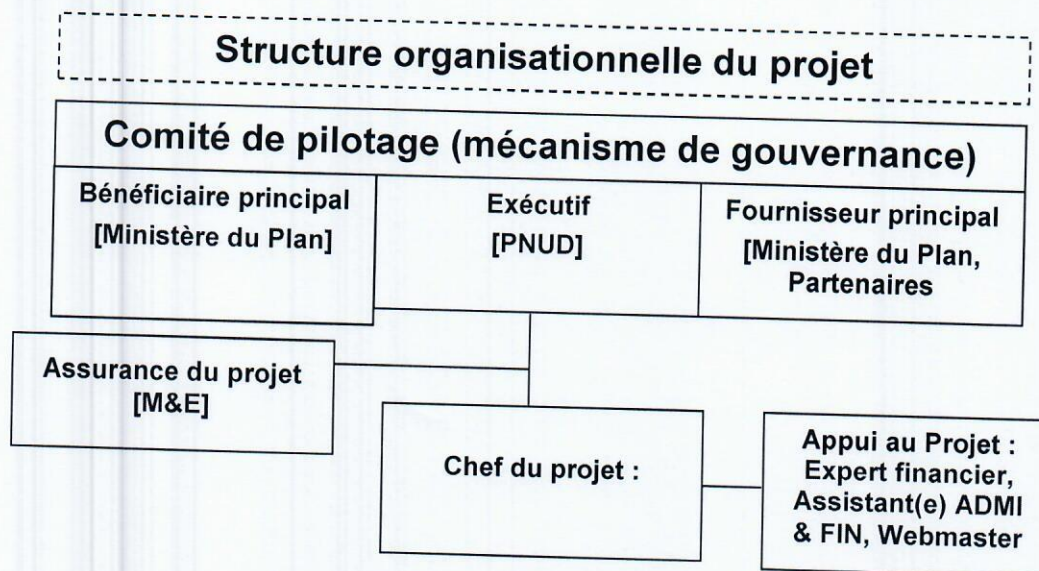 Structure organisationnelle du projet
Comité de pilotage (mécanisme de gouvernance)
Bénéficiaire principal
[Ministère du Plan]
Exécutif
[PNUD]
Fournisseur principal
[Ministère du Plan,
Partenaires
Assurance du projet
[M&E]
Chef du projet :
Appui au Projet :
Expert financier,
Assistant(e) ADMI
& FIN, Webmaster